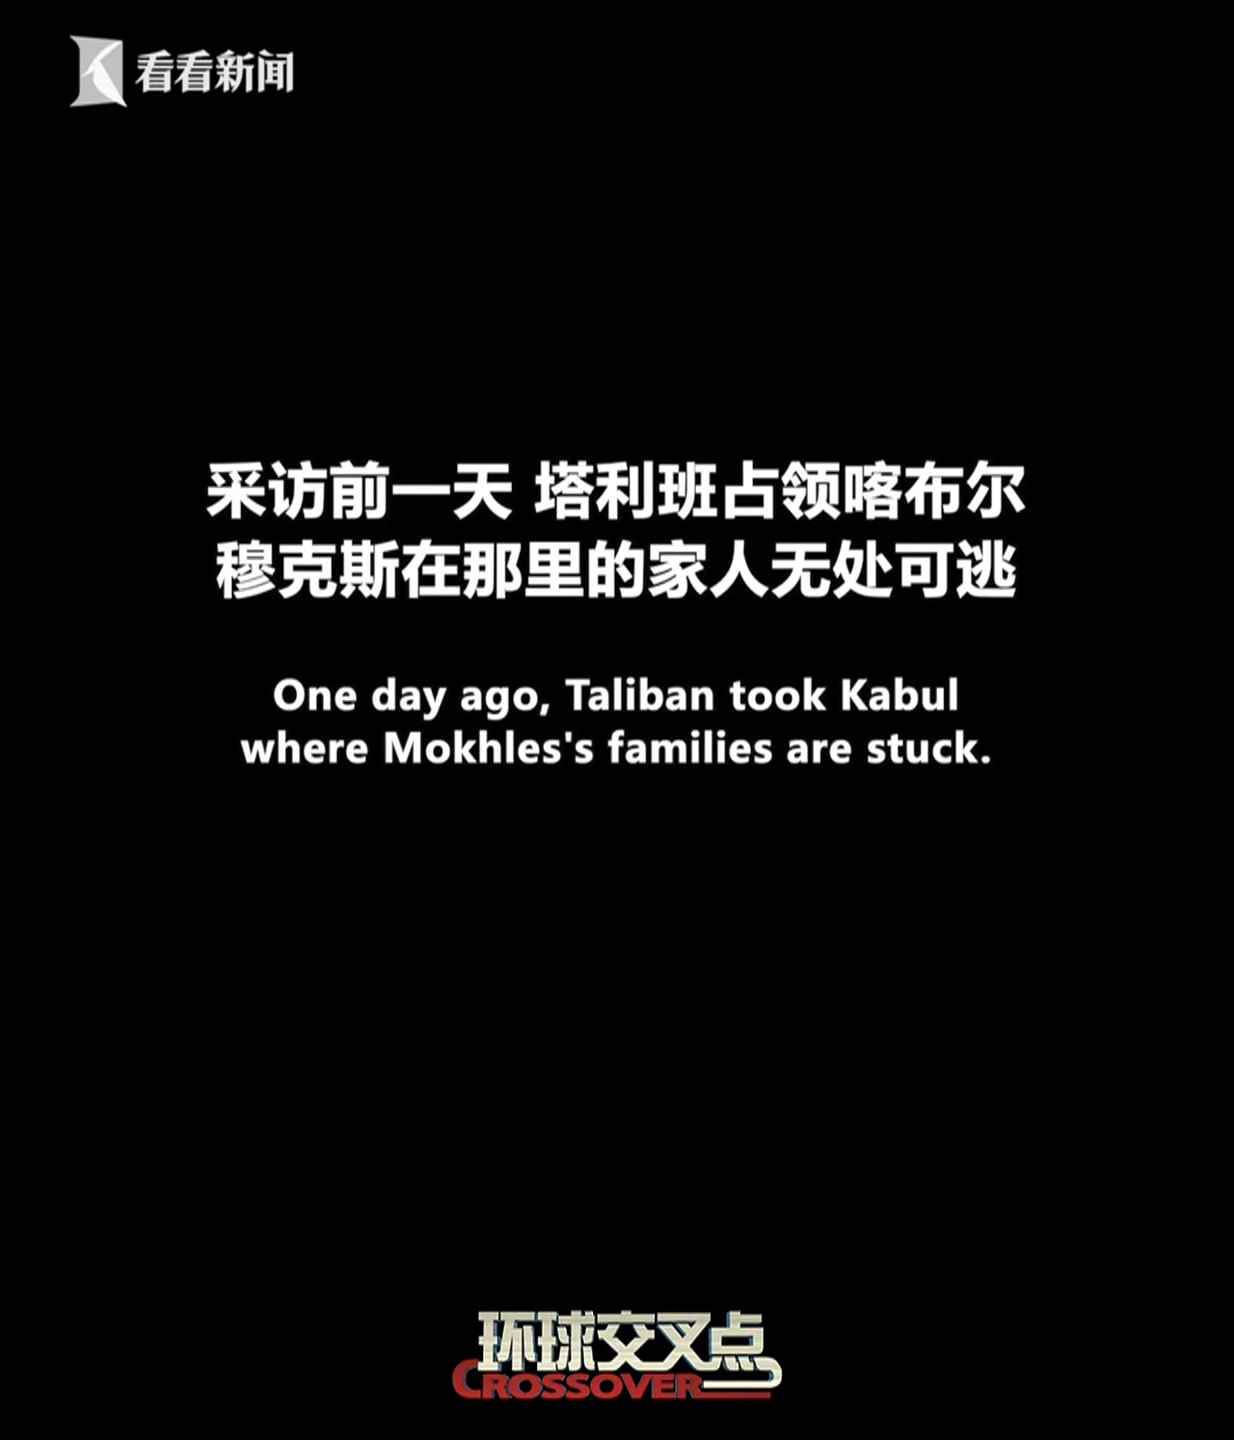 看看新闻
采访前一天 塔利班占领喀布尔
穆克斯在那里的家人无处可逃
One day ago, Taliban took Kabul
where Mokhles's families are stuck.
环球交叉点
CROSSOVER